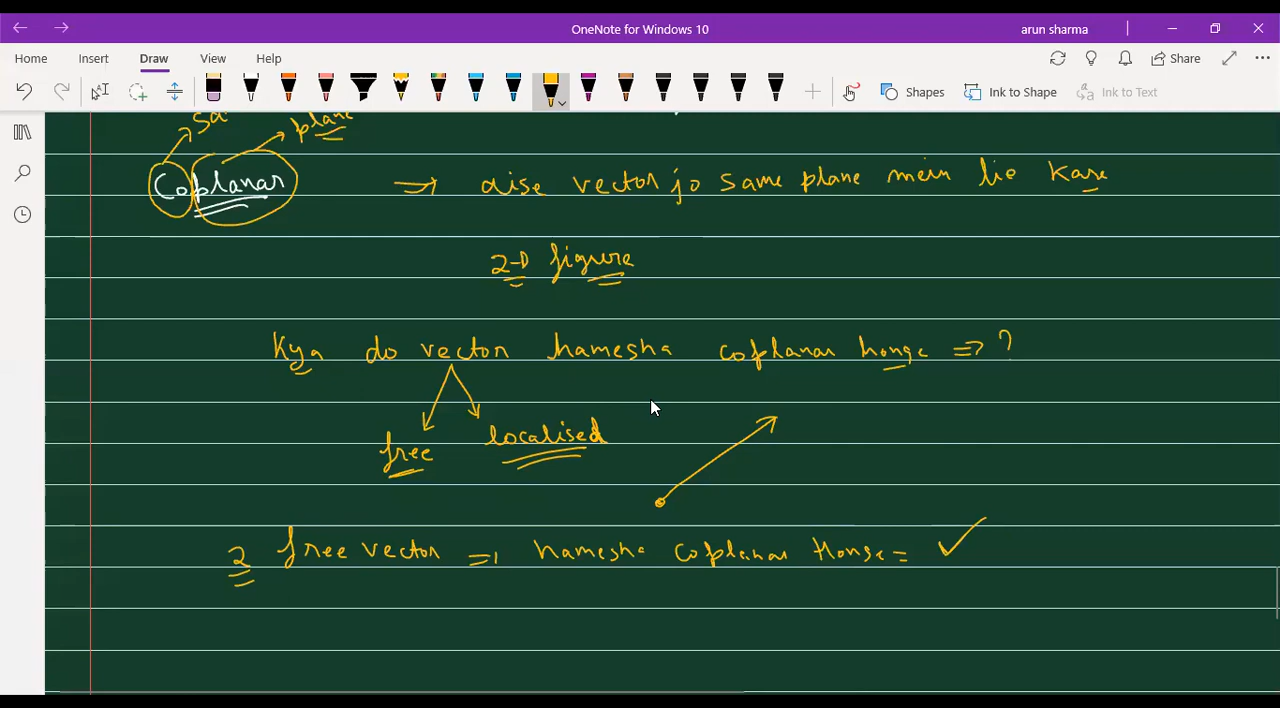 OneNote for Windows 10
arun sharma
Home Insert Draw View Help
Share
Shapes Ink to Shape Ink to Text
plane
Coplanar → aise vector jo same plane mein lie Kare
2-D figure
Kya do vector hamesha coplanar honge => ?
free localised
2 free vector => hamesha coplanar Honge = ✓